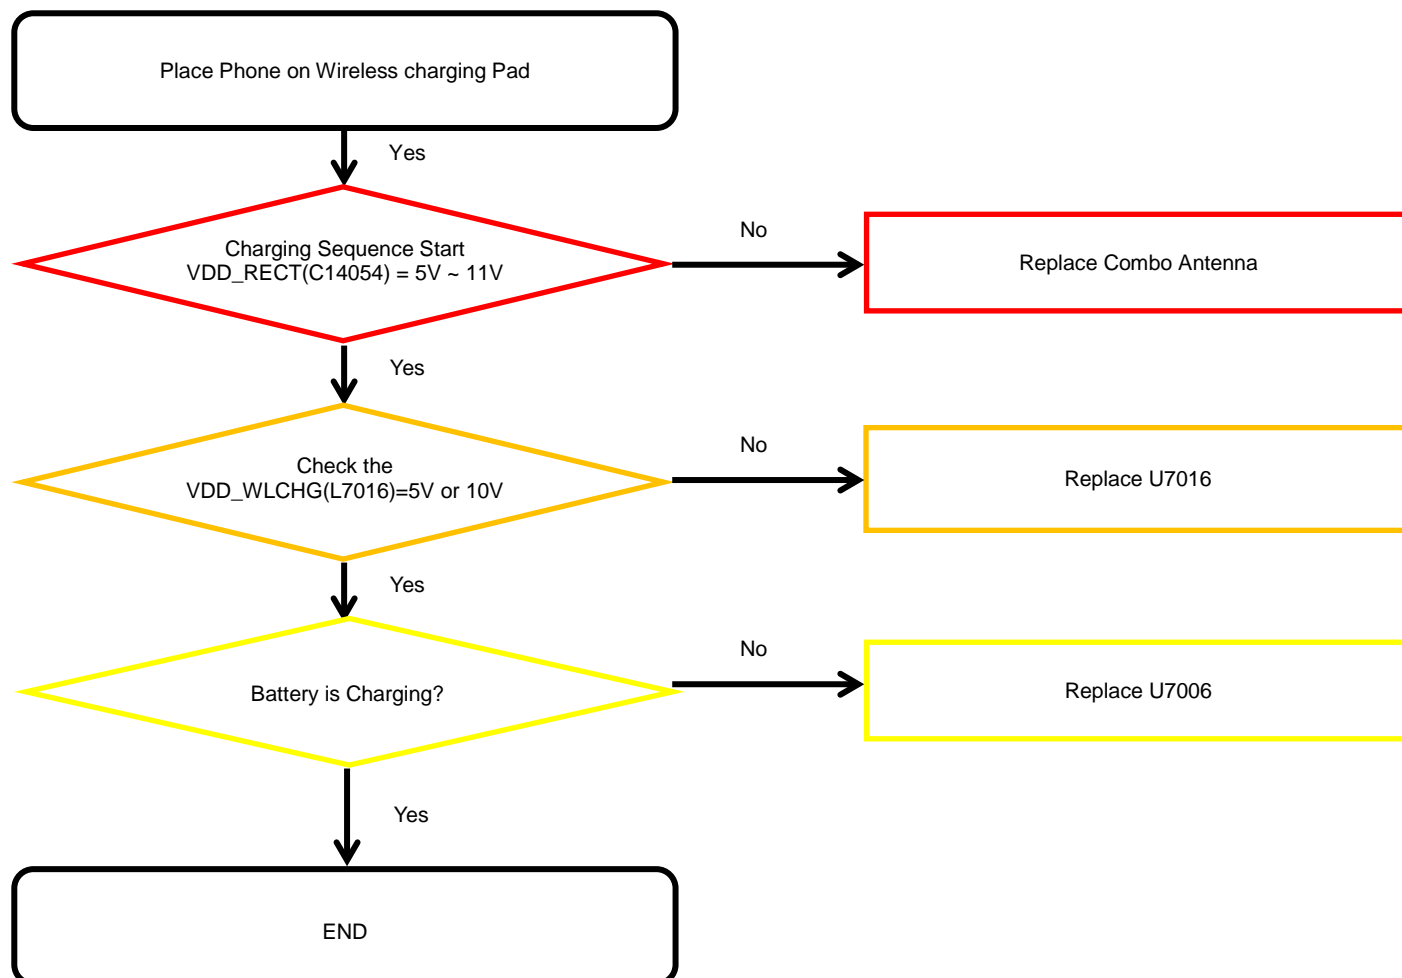 Place Phone on Wireless charging Pad
Yes
Charging Sequence Start
VDD_RECT(C14054) = 5V ~ 11V
No
Replace Combo Antenna
Yes
Check the
VDD_WLCHG(L7016)=5V or 10V
No
Replace U7016
Yes
Battery is Charging?
No
Replace U7006
Yes
END